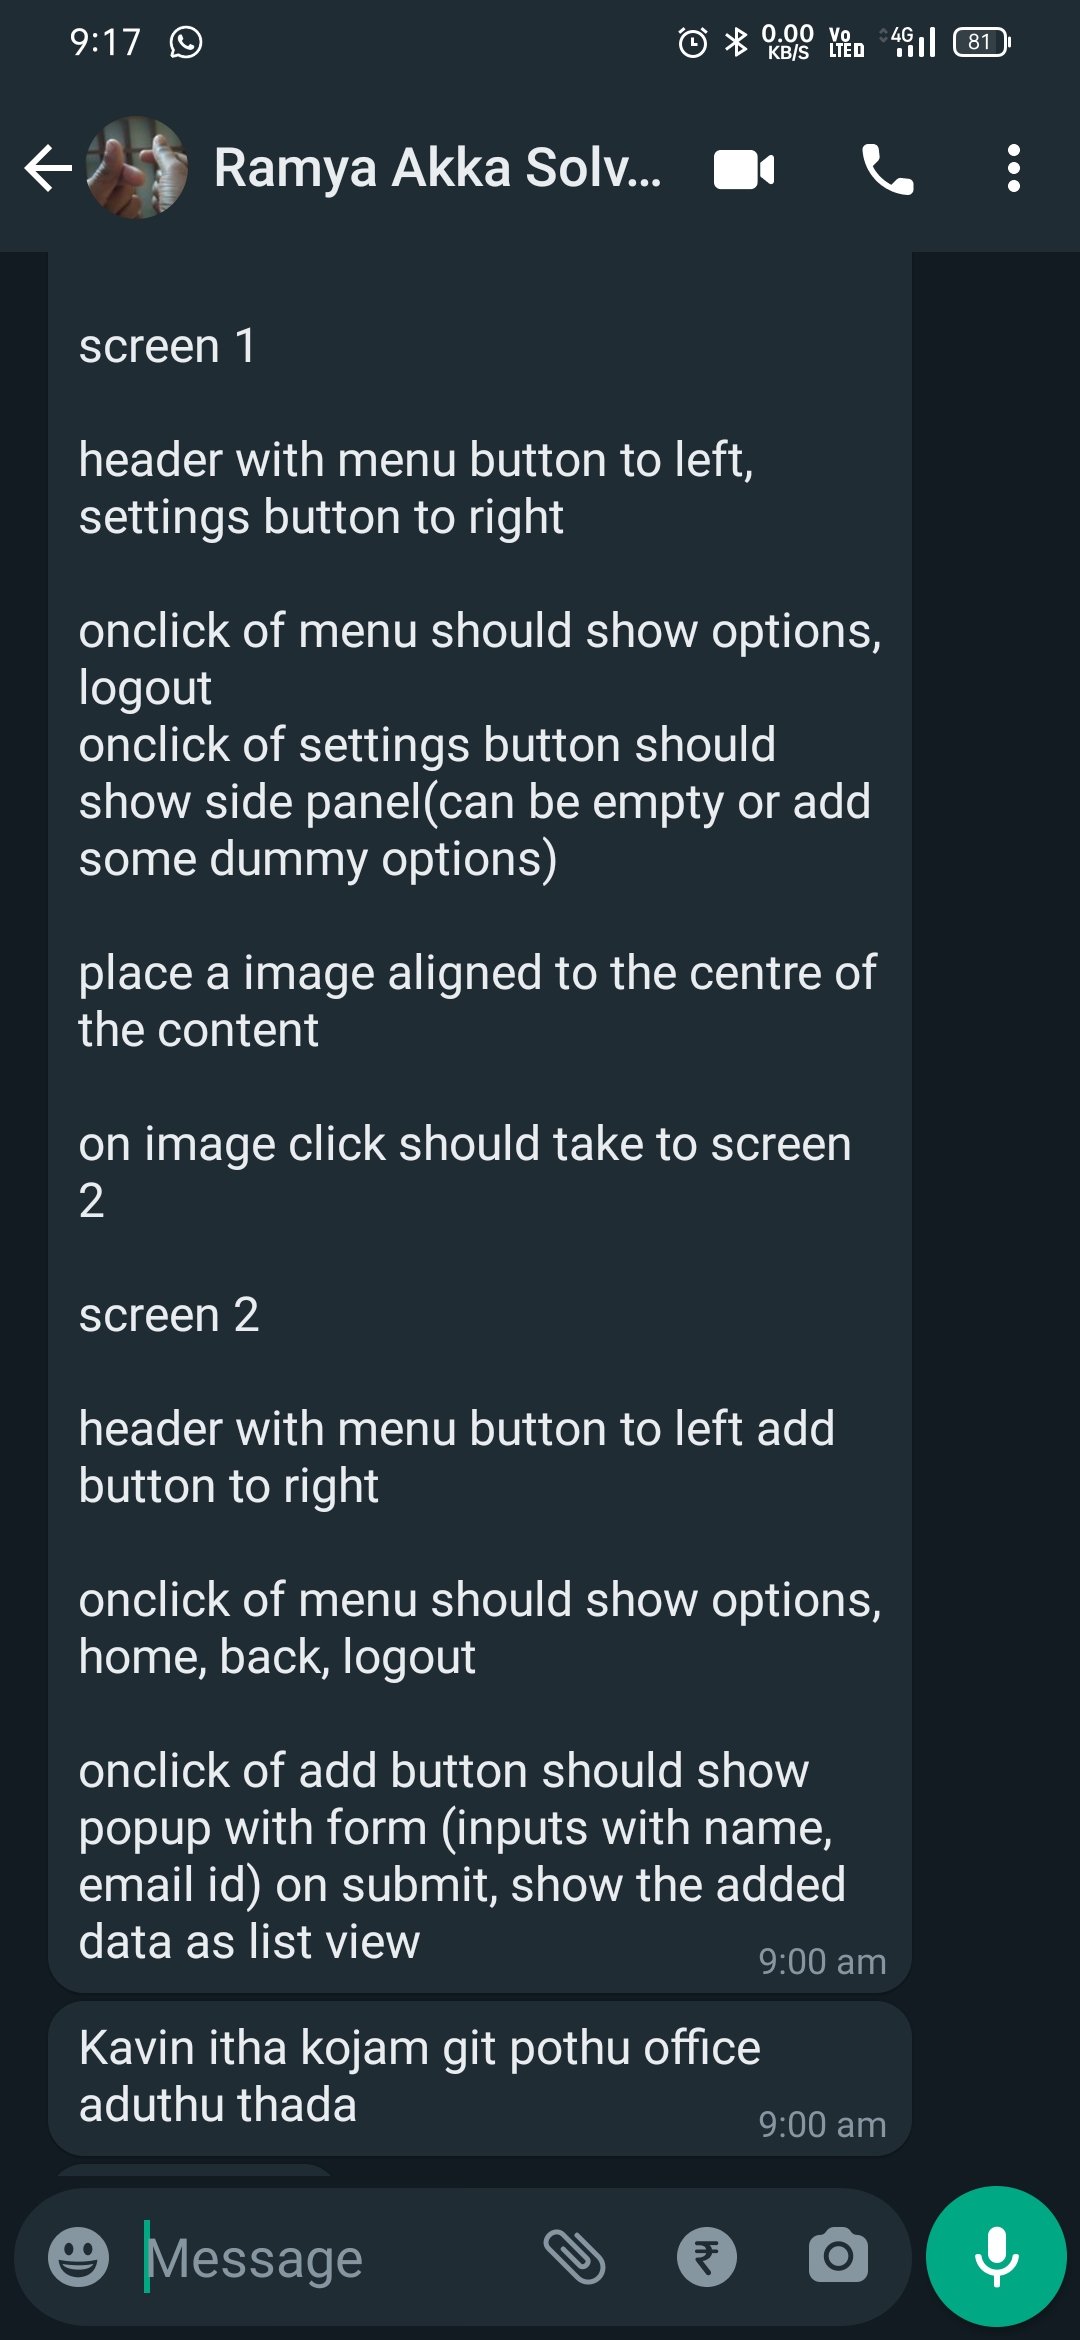 9:17
0.00
KB/S
Vo
LTE
4G
81
Ramya Akka Solv...
screen 1
header with menu button to left,
settings button to right
onclick of menu should show options,
logout
onclick of settings button should
show side panel(can be empty or add
some dummy options)
place a image aligned to the centre of
the content
on image click should take to screen
2
screen 2
header with menu button to left add
button to right
onclick of menu should show options,
home, back, logout
onclick of add button should show
popup with form (inputs with name,
email id) on submit, show the added
data as list view
9:00 am
Kavin itha kojam git pothu office
aduthu thada
9:00 am
Message
₹